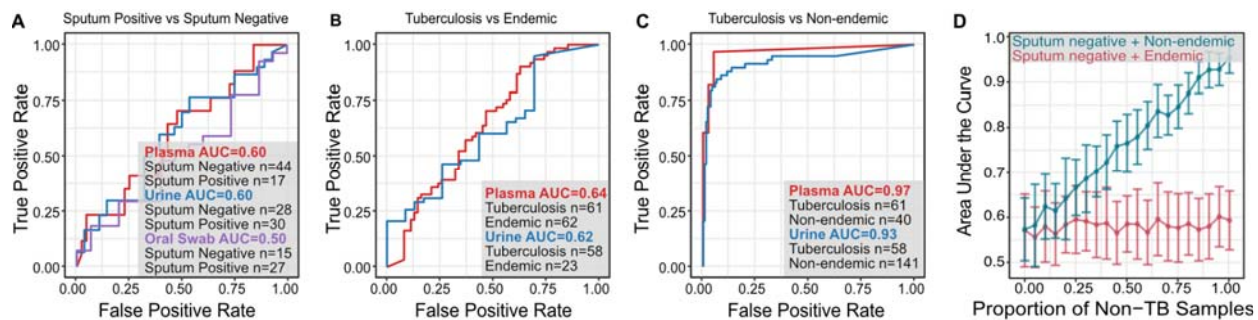 A
Sputum Positive vs Sputum Negative
True Positive Rate
1.00
0.75
0.50
0.25
0.00
Plasma AUC=0.60
Sputum Negative n=44
Sputum Positive n=17
Urine AUC=0.60
Sputum Negative n=28
Sputum Positive n=30
Oral Swab AUC=0.50
Sputum Negative n=15
Sputum Positive n=27
0.00 0.25 0.50 0.75 1.00
False Positive Rate
B
Tuberculosis vs Endemic
True Positive Rate
1.00
0.75
0.50
0.25
0.00
Plasma AUC=0.64
Tuberculosis n=61
Endemic n=62
Urine AUC=0.62
Tuberculosis n=58
Endemic n=23
0.00 0.25 0.50 0.75 1.00
False Positive Rate
C
Tuberculosis vs Non-endemic
True Positive Rate
1.00
0.75
0.50
0.25
0.00
Plasma AUC=0.97
Tuberculosis n=61
Non-endemic n=40
Urine AUC=0.93
Tuberculosis n=58
Non-endemic n=141
0.00 0.25 0.50 0.75 1.00
False Positive Rate
D
Area Under the Curve
1.0
0.9
0.8
0.7
0.6
0.5
Sputum negative + Non-endemic
Sputum negative + Endemic
0.00 0.25 0.50 0.75 1.00
Proportion of Non-TB Samples